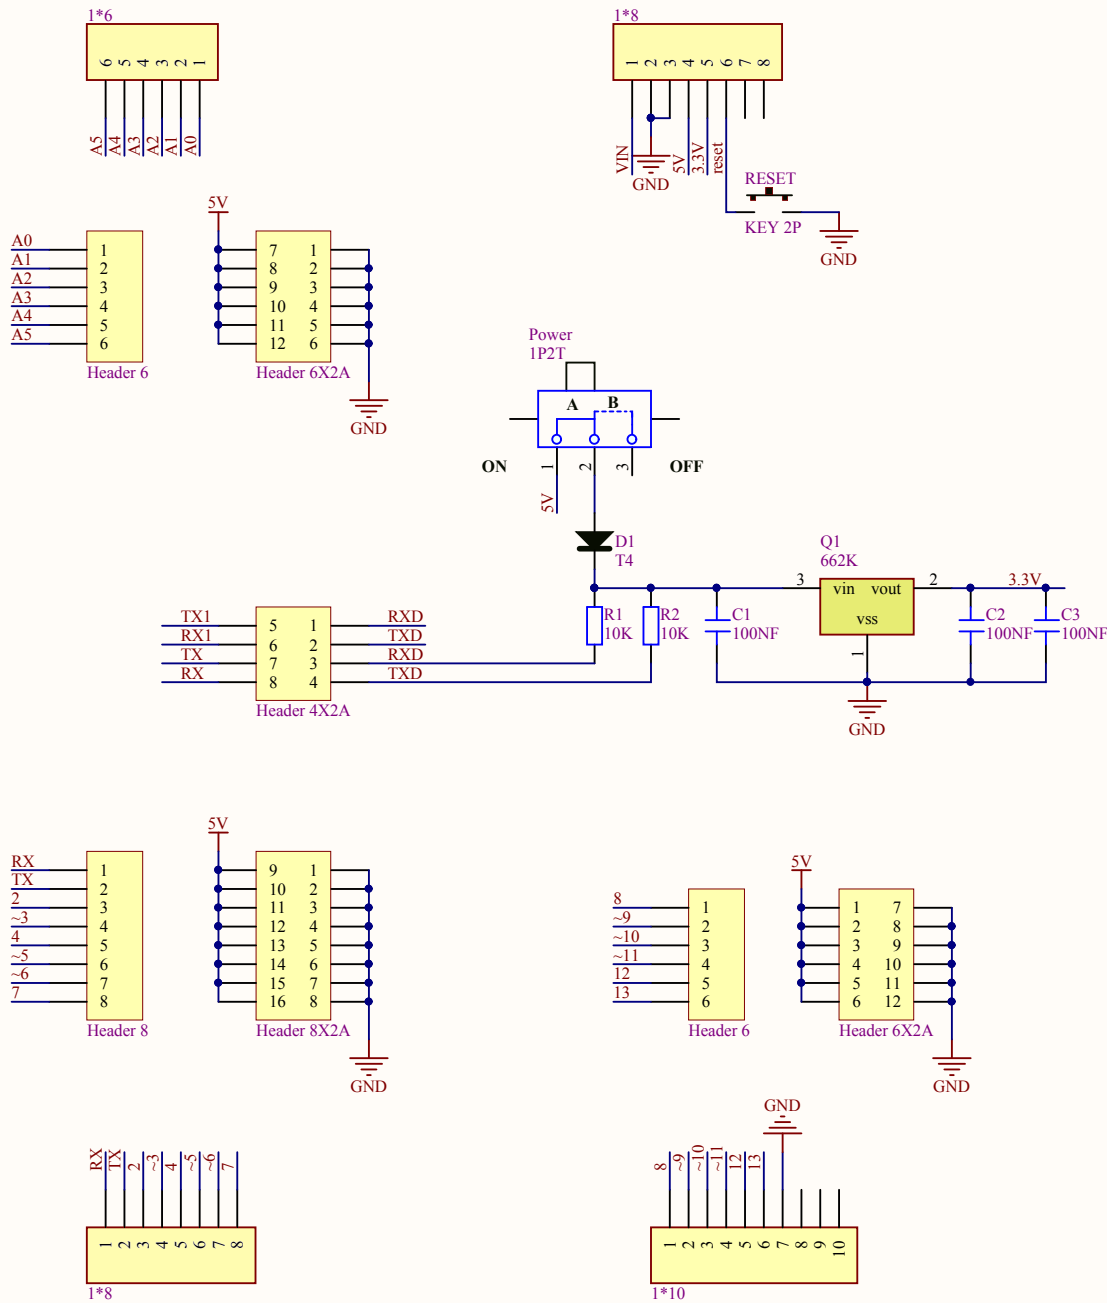 1*6
6 5 4 3 2 1
A5 A4 A3 A2 A1 A0
1*8
1 2 3 4 5 6 7 8
VIN 5V 3.3V reset
GND
RESET
KEY 2P
GND
A0 1
A1 2
A2 3
A3 4
A4 5
A5 6
Header 6
5V
7 1
8 2
9 3
10 4
11 5
12 6
Header 6X2A
GND
Power
1P2T
A B
ON 1 2 3 OFF
5V
D1
T4
Q1
662K
3 vin vout 2 3.3V
vss
1
R1
10K
R2
10K
C1
100NF
C2
100NF
C3
100NF
GND
TX1 5 1 RXD
RX1 6 2 TXD
TX 7 3 RXD
RX 8 4 TXD
Header 4X2A
RX 1
TX 2
2 3
~3 4
4 5
~5 6
~6 7
7 8
Header 8
5V
9 1
10 2
11 3
12 4
13 5
14 6
15 7
16 8
Header 8X2A
GND
8 1
~9 2
~10 3
~11 4
12 5
13 6
Header 6
5V
1 7
2 8
3 9
4 10
5 11
6 12
Header 6X2A
GND
RX TX 2 ~3 4 ~5 ~6 7
1 2 3 4 5 6 7 8
1*8
GND
8 ~9 ~10 ~11 12 13
1 2 3 4 5 6 7 8 9 10
1*10